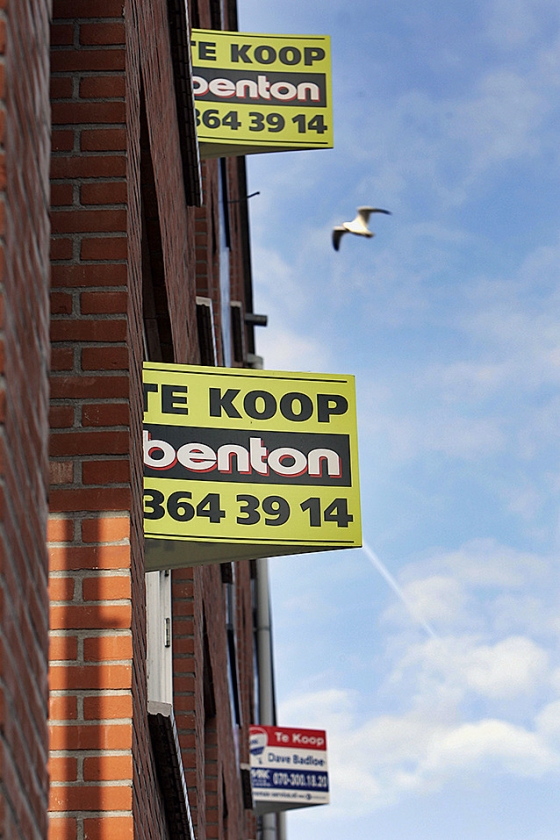 TE KOOP
benton
364 39 14
TE KOOP
benton
364 39 14
Te Koop
Dave Badloe
070-300.18.20